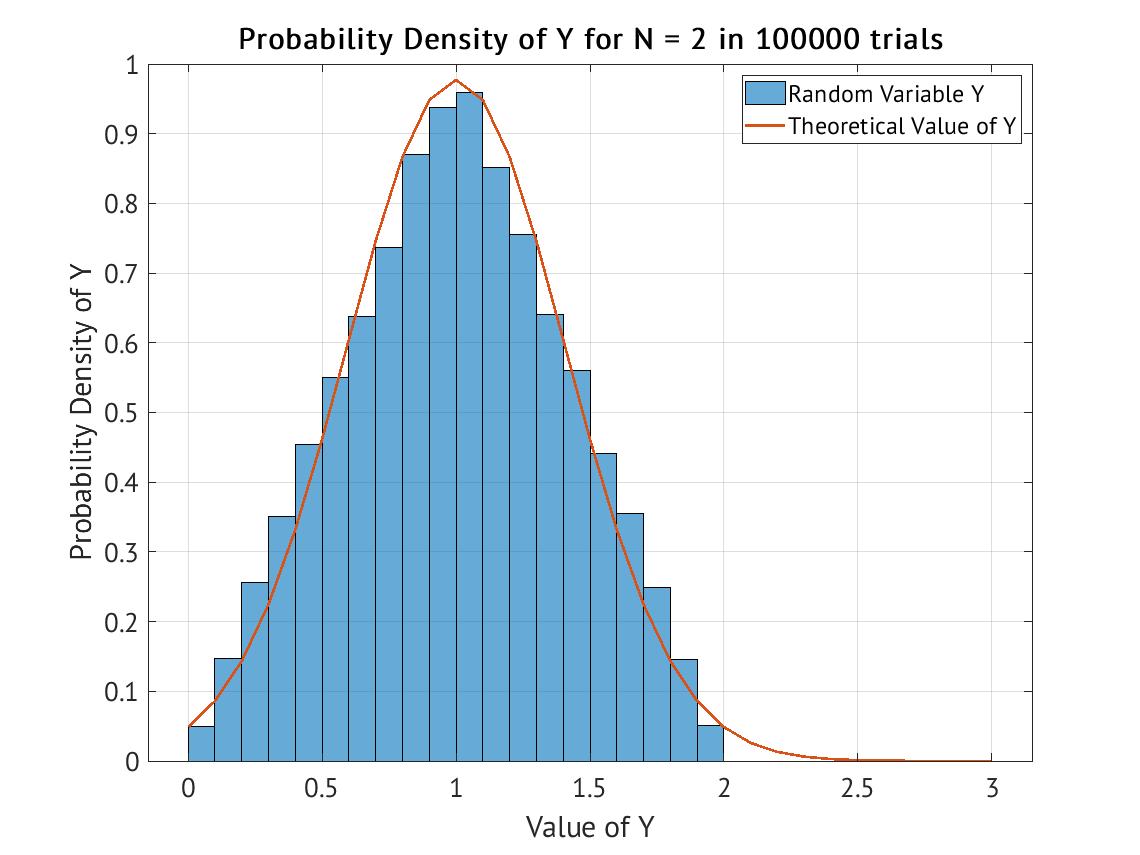 Probability Density of Y for N = 2 in 100000 trials
Random Variable Y
Theoretical Value of Y
Probability Density of Y
1
0.9
0.8
0.7
0.6
0.5
0.4
0.3
0.2
0.1
0
0 0.5 1 1.5 2 2.5 3
Value of Y